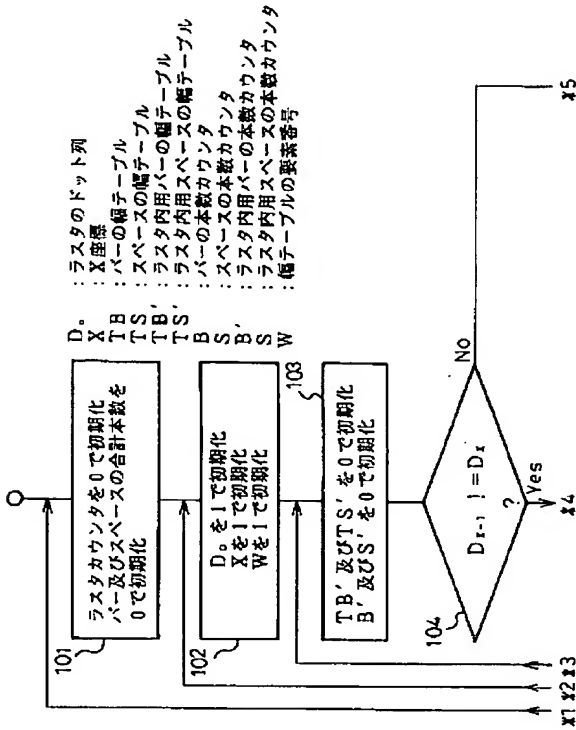 D₀ : ラスタのドット列
X : X座標
TB : バーの幅テーブル
TS : スペースの幅テーブル
TB' : ラスタ内用バーの幅テーブル
TS' : ラスタ内用スペースの幅テーブル
B : バーの本数カウンタ
S : スペースの本数カウンタ
B' : ラスタ内用バーの本数カウンタ
S : ラスタ内用スペースの本数カウンタ
W : 幅テーブルの要素番号
101
ラスタカウンタを0で初期化
バー及びスペースの合計本数を
0で初期化
102
D₀を1で初期化
Xを1で初期化
Wを1で初期化
103
TB'及びTS'を0で初期化
B'及びS'を0で初期化
104
Dx-1 != Dx
?
No
Yes
※1 ※2 ※3
※4
※5